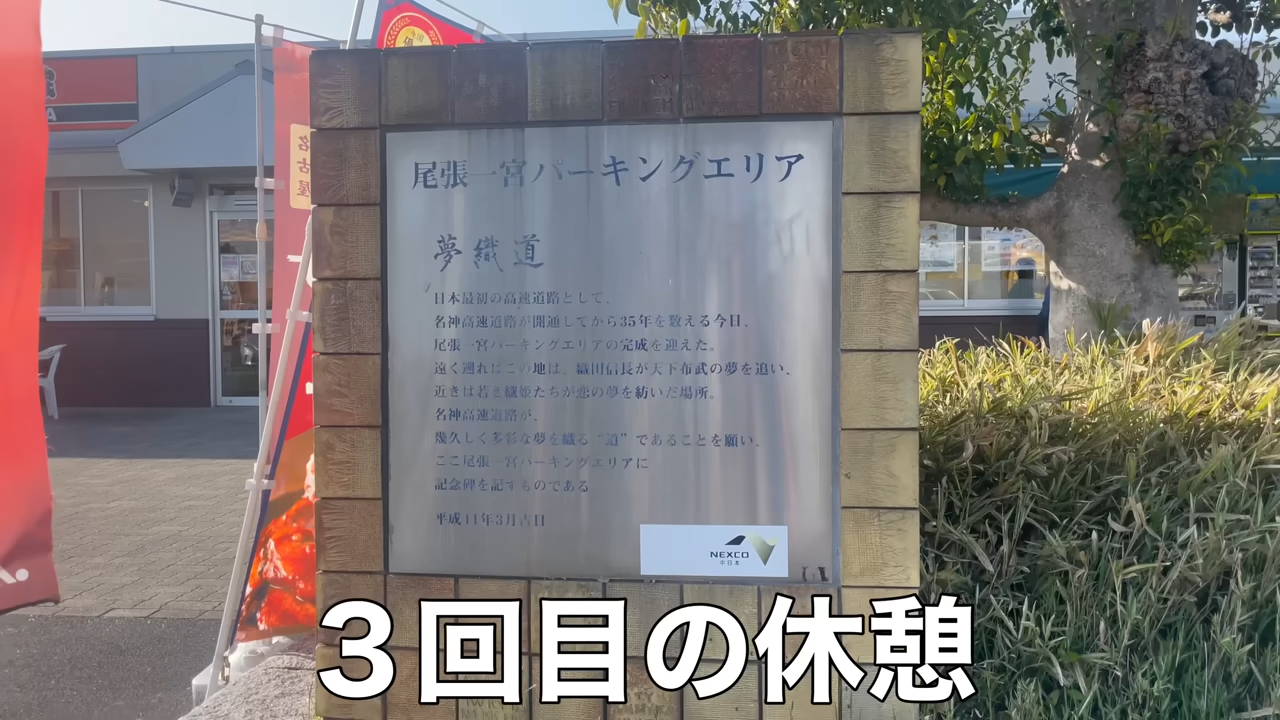 尾張一宮パーキングエリア
夢織道
日本最初の高速道路として、
名神高速道路が開通してから35年を数える今日、
尾張一宮パーキングエリアの完成を迎えた。
遠く遡ればこの地は、織田信長が天下布武の夢を追い、
近きは若き織姫たちが恋の夢を紡いだ場所。
名神高速道路が、
幾久しく多彩な夢を織る“道”であることを願い、
ここ尾張一宮パーキングエリアに
記念碑を記すものである。
平成11年3月吉日
NEXCO
中日本
名古屋
3回目の休憩